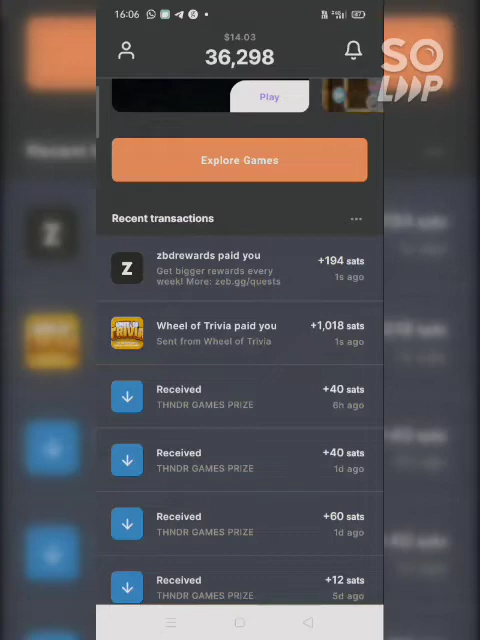 16:06
47
$14.03
36,298
SO
LOOP
Play
Explore Games
Recent transactions
Z
zbdrewards paid you
+194 sats
Get bigger rewards every
week! More: zeb.gg/quests
1s ago
TRIVIA
Wheel of Trivia paid you
+1,018 sats
Sent from Wheel of Trivia
1s ago
Received
+40 sats
THNDR GAMES PRIZE
6h ago
Received
+40 sats
THNDR GAMES PRIZE
1d ago
Received
+60 sats
THNDR GAMES PRIZE
1d ago
Received
+12 sats
THNDR GAMES PRIZE
5d ago